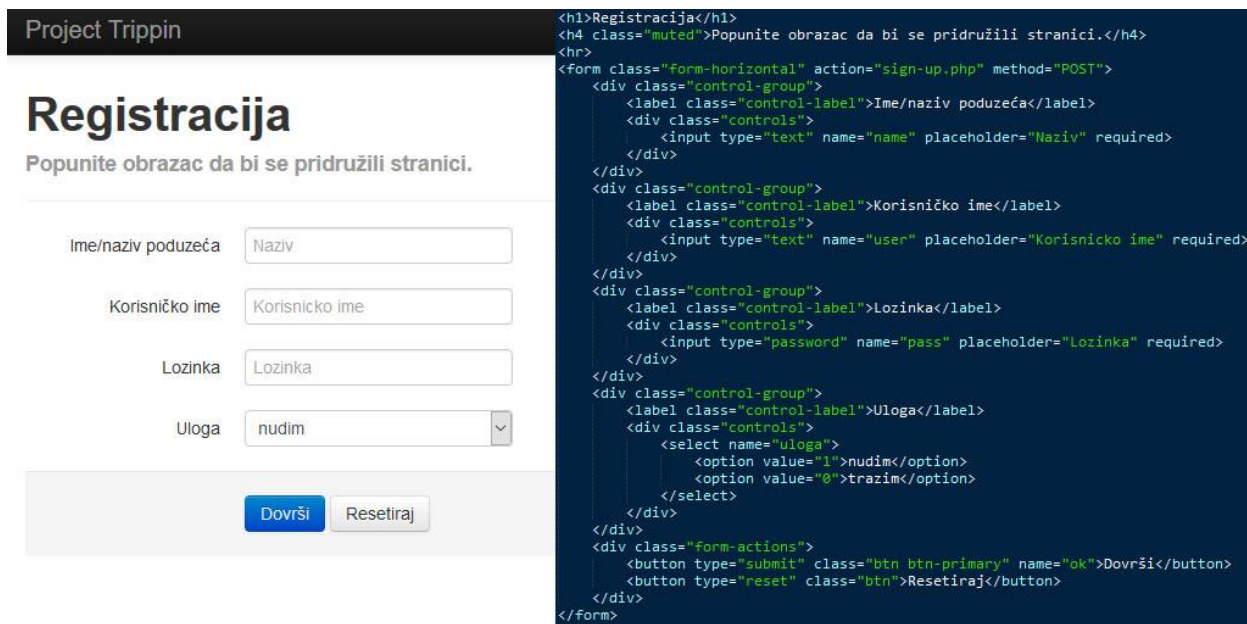 Project Trippin
Registracija
Popunite obrazac da bi se pridružili stranici.
Ime/naziv poduzeća
Naziv
Korisničko ime
Korisnicko ime
Lozinka
Lozinka
Uloga
nudim
Dovrši
Resetiraj
<h1>Registracija</h1>
<h4 class="muted">Popunite obrazac da bi se pridružili stranici.</h4>
<hr>
<form class="form-horizontal" action="sign-up.php" method="POST">
<div class="control-group">
<label class="control-label">Ime/naziv poduzeća</label>
<div class="controls">
<input type="text" name="name" placeholder="Naziv" required>
</div>
</div>
<div class="control-group">
<label class="control-label">Korisničko ime</label>
<div class="controls">
<input type="text" name="user" placeholder="Korisnicko ime" required>
</div>
</div>
<div class="control-group">
<label class="control-label">Lozinka</label>
<div class="controls">
<input type="password" name="pass" placeholder="Lozinka" required>
</div>
</div>
<div class="control-group">
<label class="control-label">Uloga</label>
<div class="controls">
<select name="uloga">
<option value="1">nudim</option>
<option value="0">trazim</option>
</select>
</div>
</div>
<div class="form-actions">
<button type="submit" class="btn btn-primary" name="ok">Dovrši</button>
<button type="reset" class="btn">Resetiraj</button>
</div>
</form>